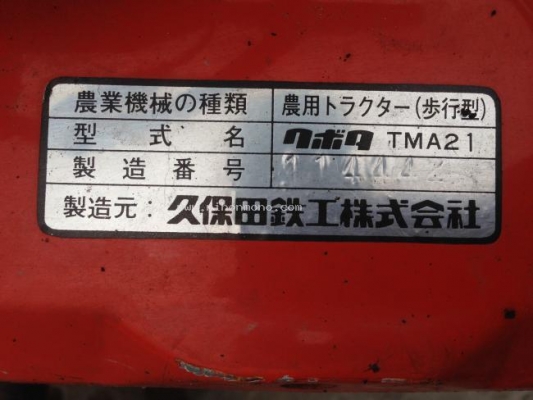 農業機械の種類 農用トラクター(歩行型)
型式名 クボタ TMA21
製造番号
製造元: 久保田鉄工株式会社